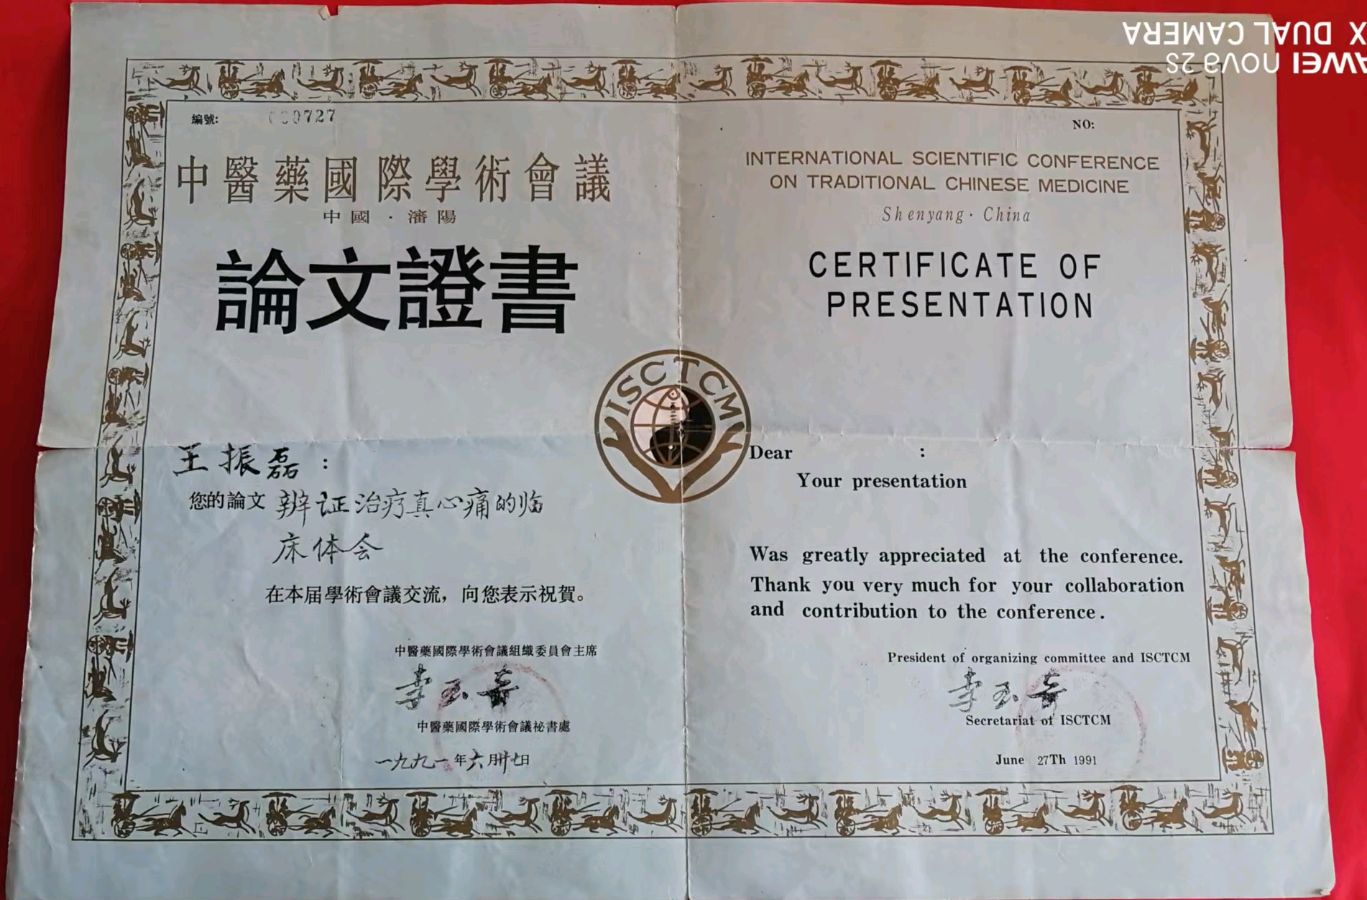 編號:
000727
中醫藥國際學術會議
中國·瀋陽
論文證書
王振磊:
您的論文 辨证治疗真心痛的临
床体会
在本届學術會議交流，向您表示祝賀。
中醫藥國際學術會議組織委員會主席
中醫藥國際學術會議祕書處
一九九一年六月廿七日
ISCTCM
NO:
INTERNATIONAL SCIENTIFIC CONFERENCE
ON TRADITIONAL CHINESE MEDICINE
Shenyang · China
CERTIFICATE OF
PRESENTATION
Dear :
Your presentation
Was greatly appreciated at the conference.
Thank you very much for your collaboration
and contribution to the conference.
President of organizing committee and ISCTCM
Secretariat of ISCTCM
June 27Th 1991
AWEI nova 2S
X DUAL CAMERA